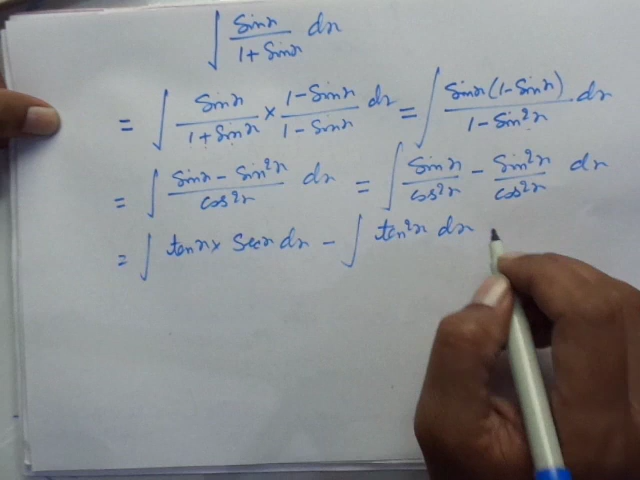 ∫ sinx / 1 + sinx dx
= ∫ sinx / 1 + sinx × 1 - sinx / 1 - sinx dx = ∫ sinx (1 - sinx) / 1 - sin²x dx
= ∫ sinx - sin²x / cos²x dx = ∫ sinx / cos²x - sin²x / cos²x dx
= ∫ tanx × secx dx - ∫ tan²x dx